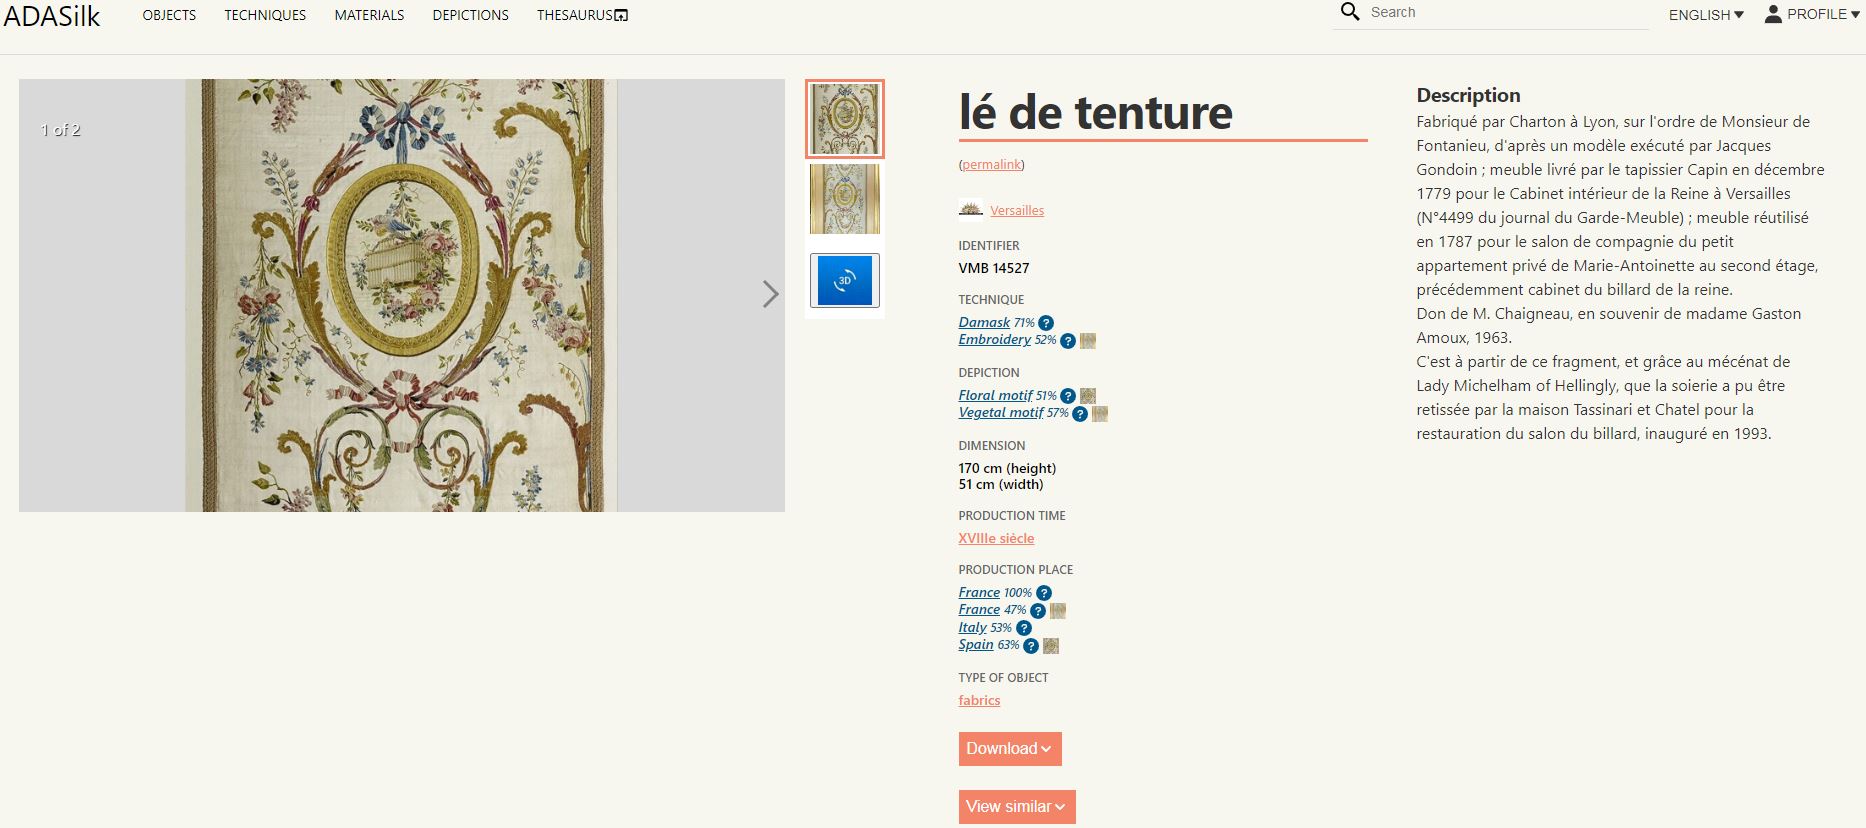 ADASilk
OBJECTS
TECHNIQUES
MATERIALS
DEPICTIONS
THESAURUS
Search
ENGLISH
PROFILE
1 of 2
3D
lé de tenture
(permalink)
Versailles
IDENTIFIER
VMB 14527
TECHNIQUE
Damask 71% ?
Embroidery 52% ?
DEPICTION
Floral motif 51% ?
Vegetal motif 57% ?
DIMENSION
170 cm (height)
51 cm (width)
PRODUCTION TIME
XVIIIe siècle
PRODUCTION PLACE
France 100% ?
France 47% ?
Italy 53% ?
Spain 63% ?
TYPE OF OBJECT
fabrics
Download
View similar
Description
Fabriqué par Charton à Lyon, sur l'ordre de Monsieur de
Fontanieu, d'après un modèle exécuté par Jacques
Gondoin ; meuble livré par le tapissier Capin en décembre
1779 pour le Cabinet intérieur de la Reine à Versailles
(N°4499 du journal du Garde-Meuble) ; meuble réutilisé
en 1787 pour le salon de compagnie du petit
appartement privé de Marie-Antoinette au second étage,
précédemment cabinet du billard de la reine.
Don de M. Chaigneau, en souvenir de madame Gaston
Amoux, 1963.
C'est à partir de ce fragment, et grâce au mécénat de
Lady Michelham of Hellingly, que la soierie a pu être
retissée par la maison Tassinari et Chatel pour la
restauration du salon du billard, inauguré en 1993.